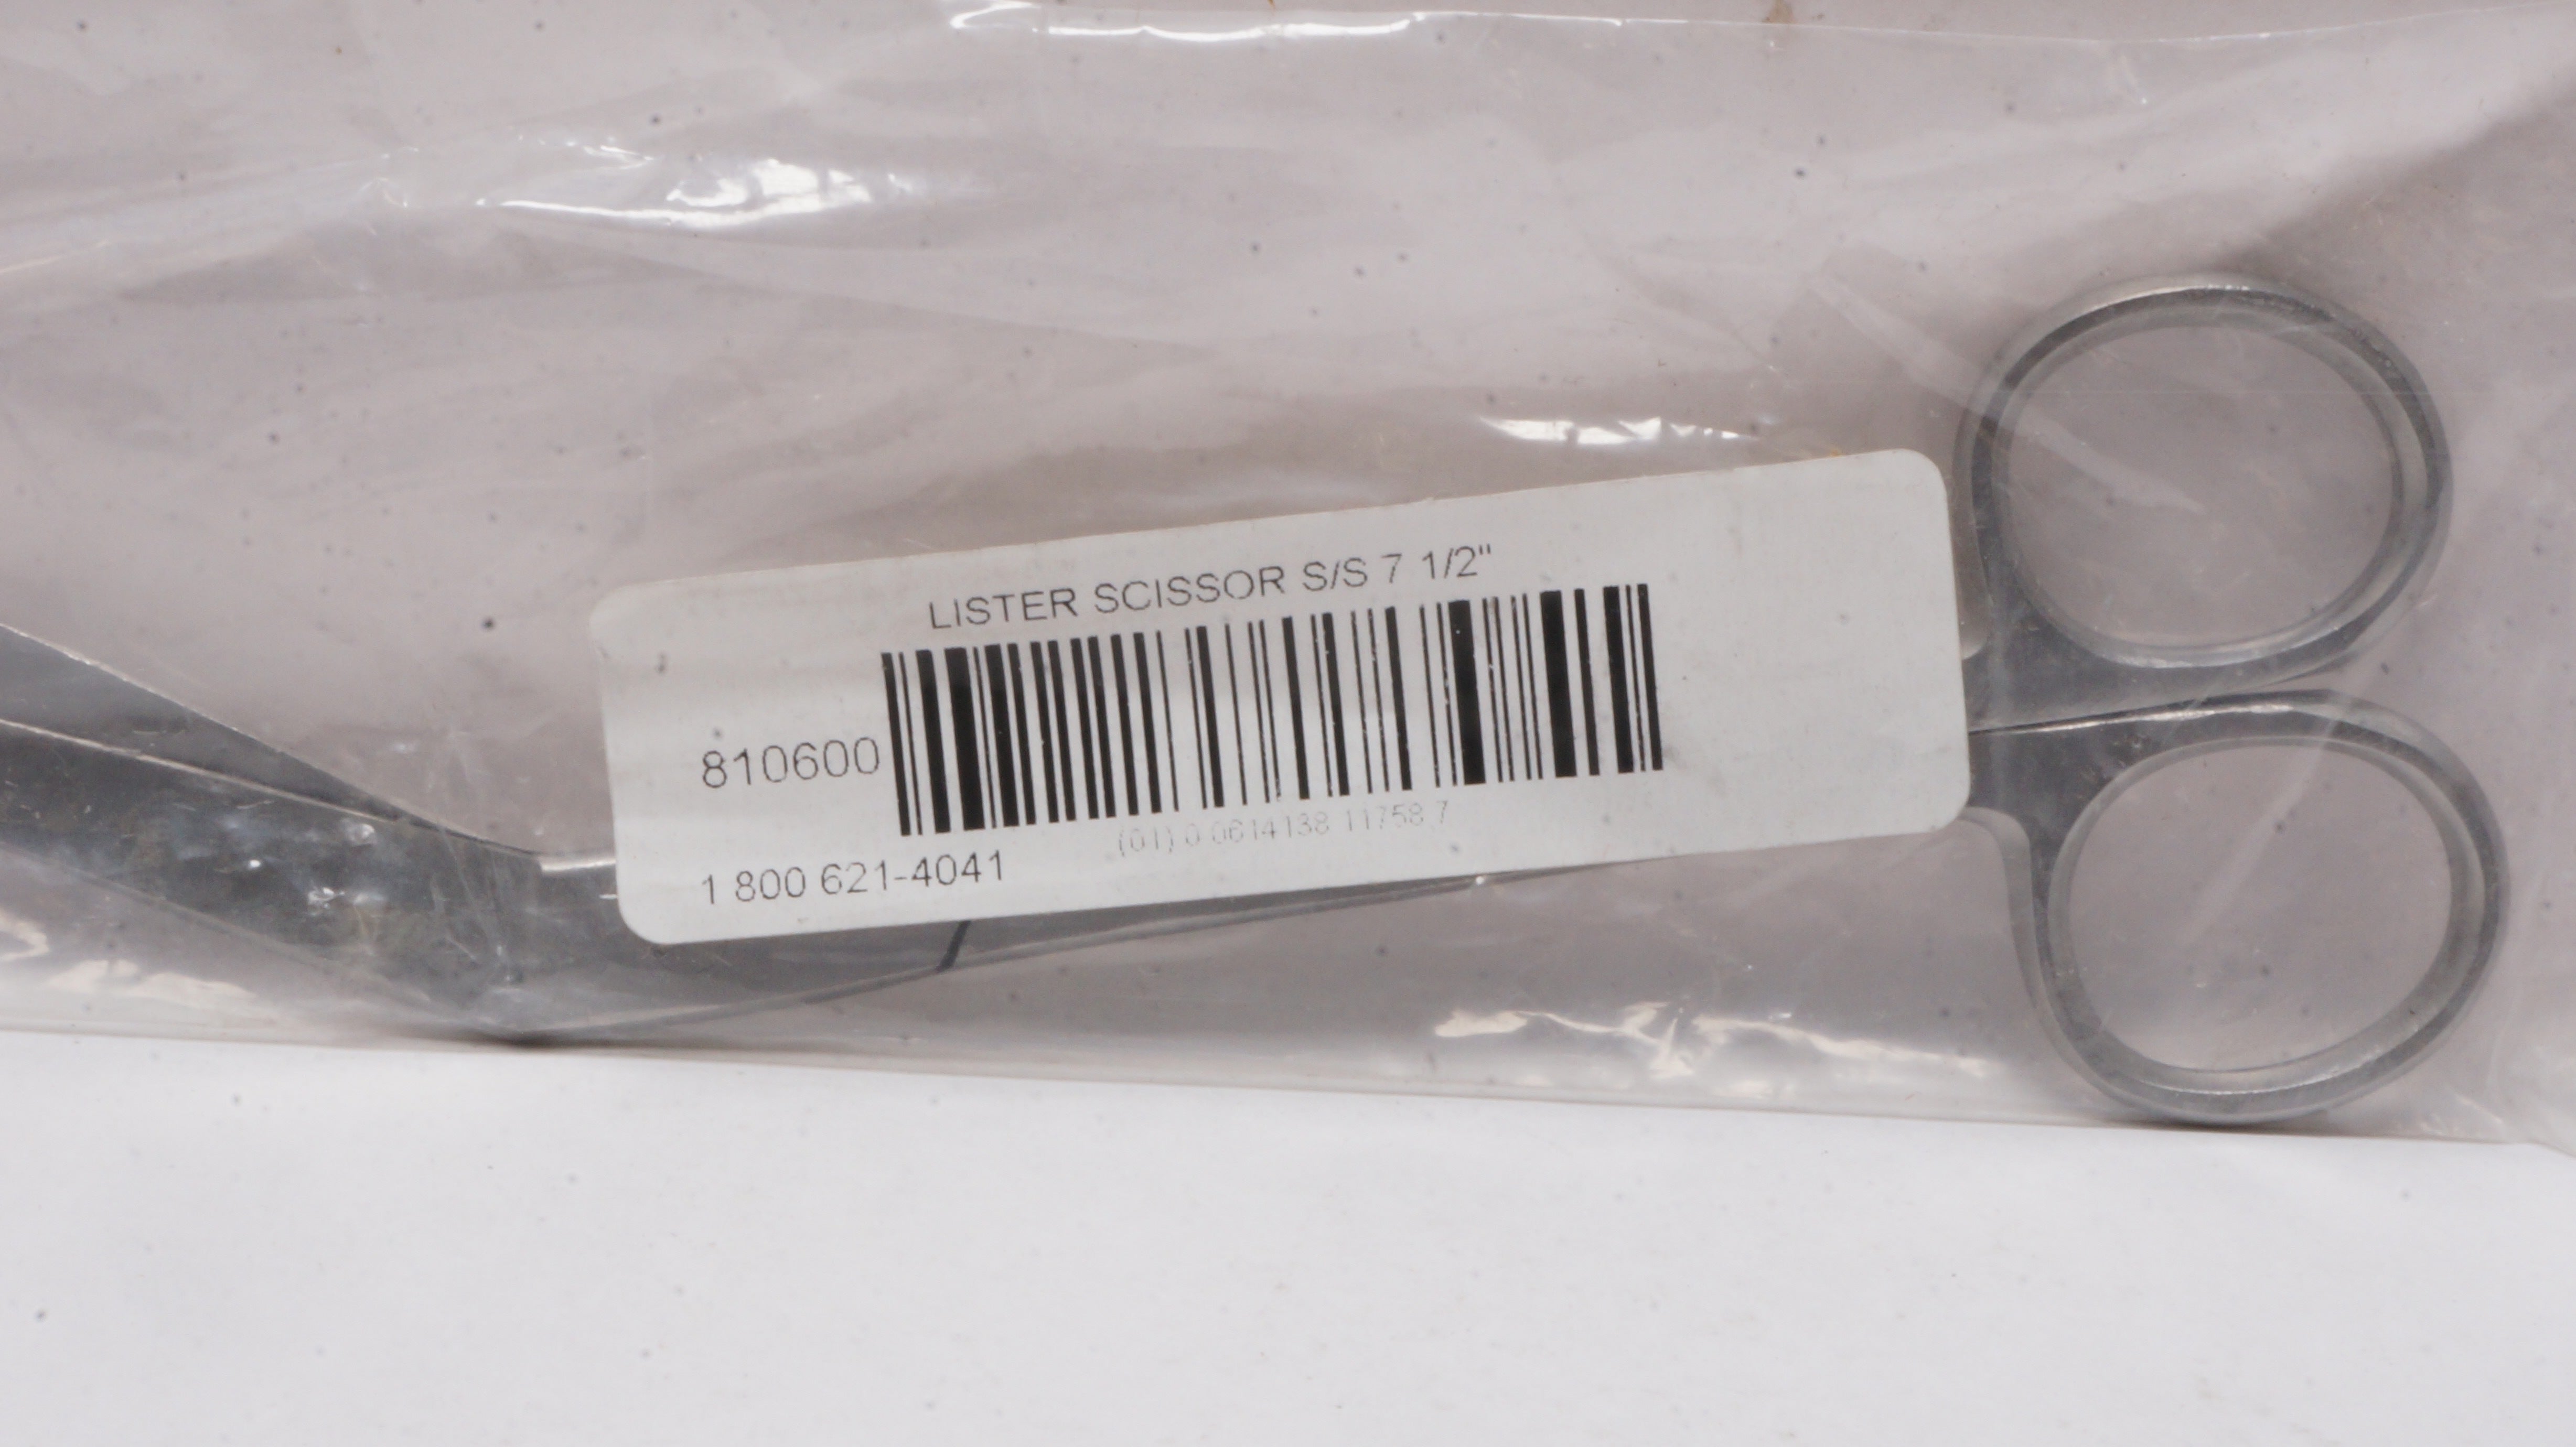 LISTER SCISSOR S/S 7 1/2"
810600
(01) 0 0614138 11758 7
1 800 621-4041